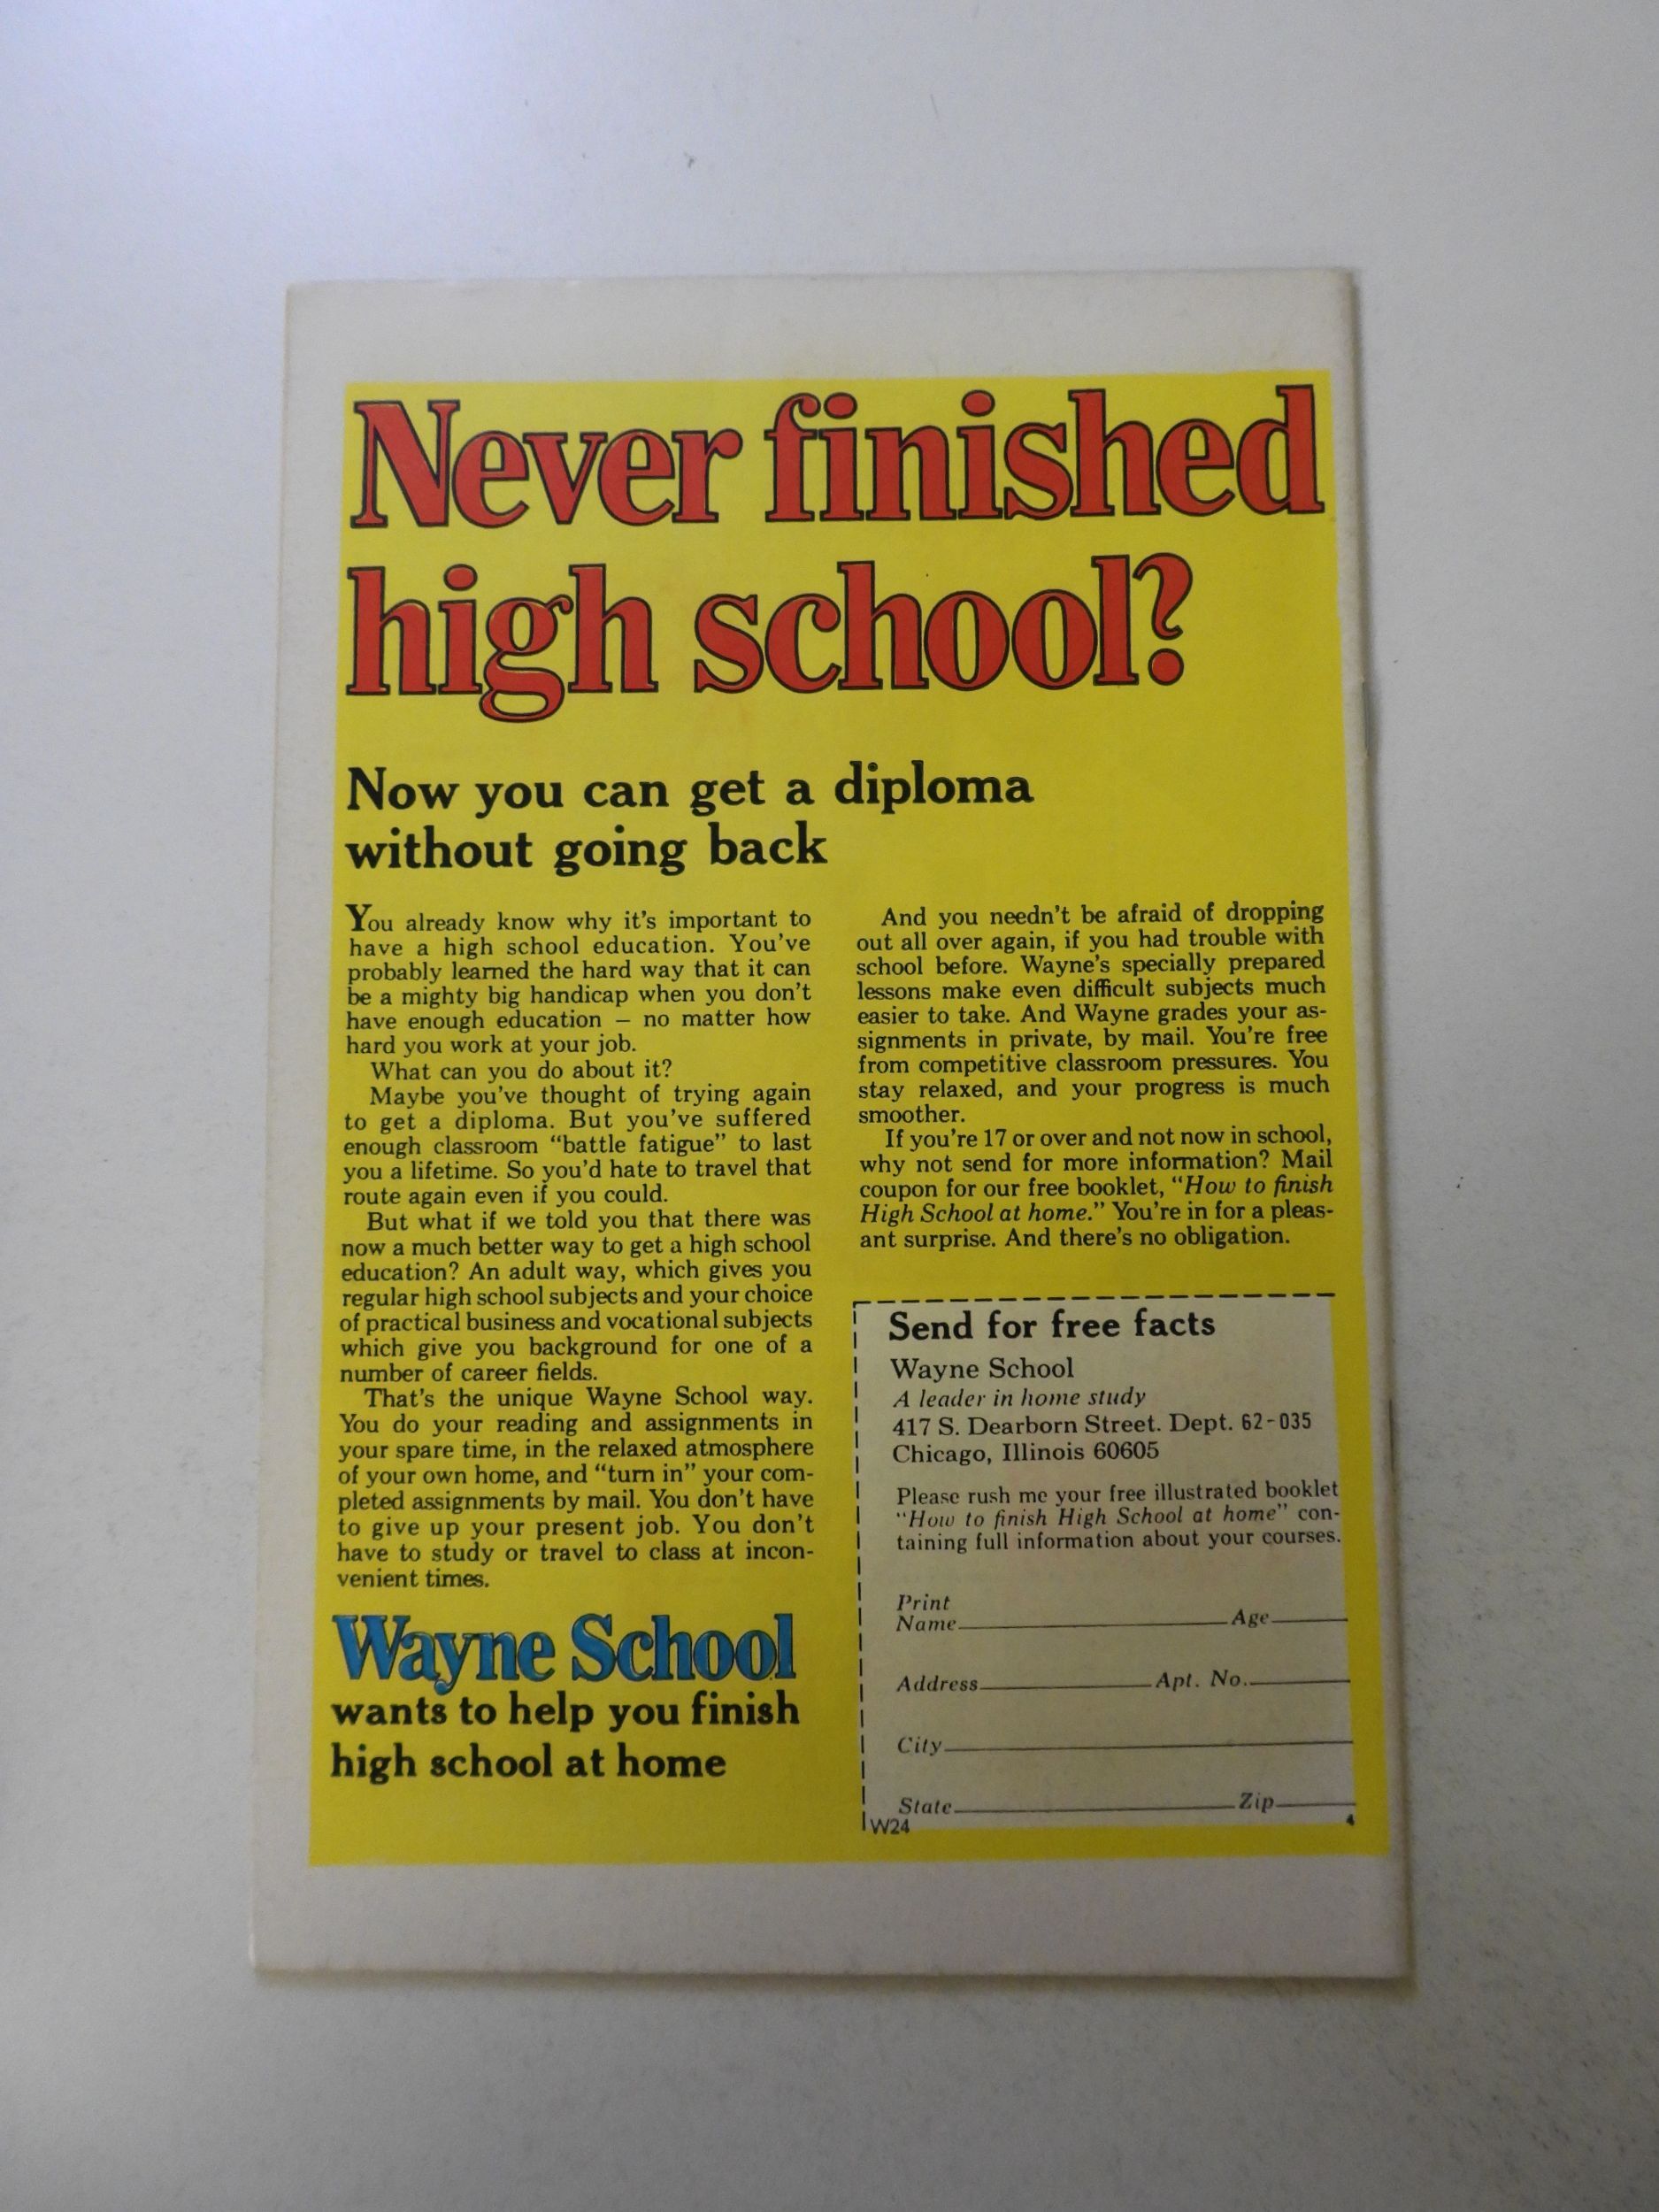 Never finished
high school?
Now you can get a diploma
without going back
You already know why it's important to
have a high school education. You've
probably learned the hard way that it can
be a mighty big handicap when you don't
have enough education – no matter how
hard you work at your job.
What can you do about it?
Maybe you've thought of trying again
to get a diploma. But you've suffered
enough classroom “battle fatigue” to last
you a lifetime. So you'd hate to travel that
route again even if you could.
But what if we told you that there was
now a much better way to get a high school
education? An adult way, which gives you
regular high school subjects and your choice
of practical business and vocational subjects
which give you background for one of a
number of career fields.
That's the unique Wayne School way.
You do your reading and assignments in
your spare time, in the relaxed atmosphere
of your own home, and “turn in” your com-
pleted assignments by mail. You don't have
to give up your present job. You don't
have to study or travel to class at incon-
venient times.
Wayne School
wants to help you finish
high school at home
And you needn't be afraid of dropping
out all over again, if you had trouble with
school before. Wayne's specially prepared
lessons make even difficult subjects much
easier to take. And Wayne grades your as-
signments in private, by mail. You're free
from competitive classroom pressures. You
stay relaxed, and your progress is much
smoother.
If you're 17 or over and not now in school,
why not send for more information? Mail
coupon for our free booklet, “How to finish
High School at home.” You're in for a pleas-
ant surprise. And there's no obligation.
Send for free facts
Wayne School
A leader in home study
417 S. Dearborn Street. Dept. 62-035
Chicago, Illinois 60605
Please rush me your free illustrated booklet
“How to finish High School at home” con-
taining full information about your courses.
Print
Name Age
Address Apt. No.
City
State Zip
W24 4